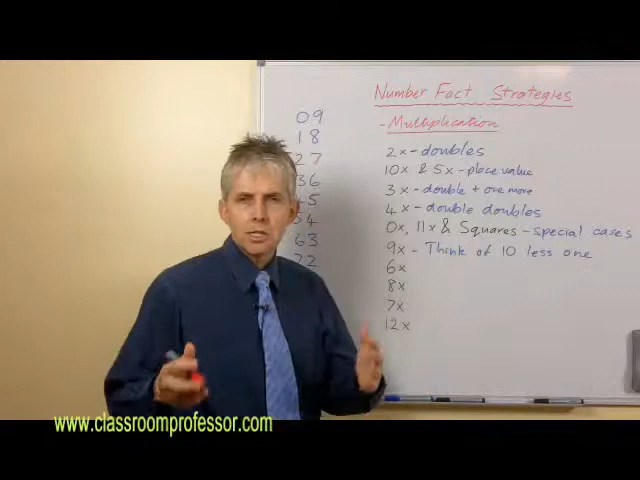 Number Fact Strategies
- Multiplication
2x - doubles
10x & 5x - place value
3x - double + one more
4x - double doubles
0x, 11x & Squares - special cases
9x - Think of 10 less one
6x
8x
7x
12x
09
18
27
36
45
54
63
72
www.classroomprofessor.com